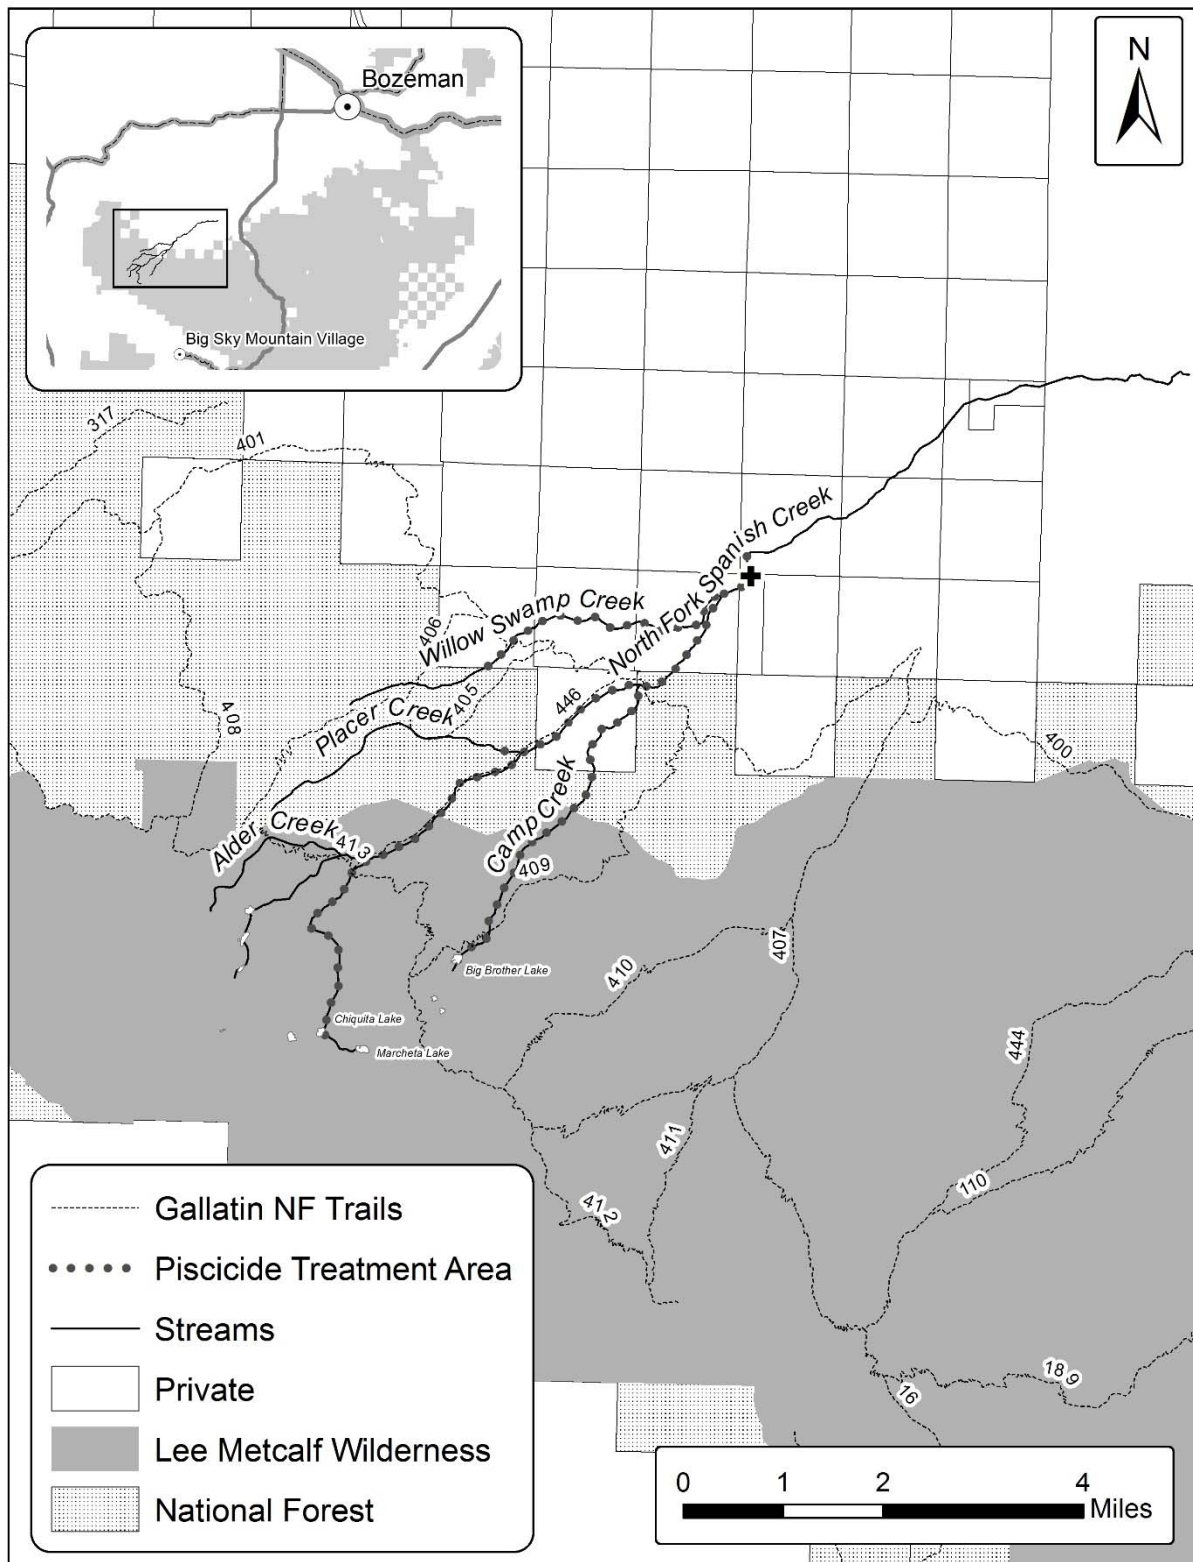 Bozeman
Big Sky Mountain Village
N
317
401
406
408
405
446
400
413
409
410
407
444
411
412
110
189
16
North Fork Spanish Creek
Willow Swamp Creek
Placer Creek
Alder Creek
Camp Creek
Big Brother Lake
Chiquita Lake
Marcheta Lake
Gallatin NF Trails
Piscicide Treatment Area
Streams
Private
Lee Metcalf Wilderness
National Forest
0 1 2 4
Miles